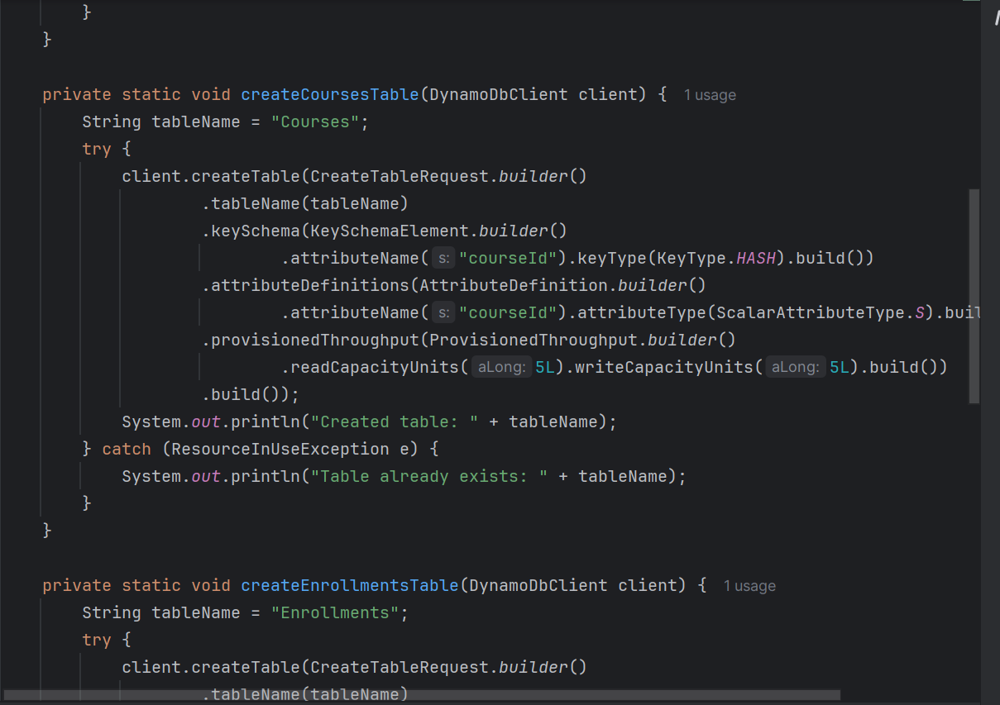 }
    }

    private static void createCoursesTable(DynamoDbClient client) {  1 usage
        String tableName = "Courses";
        try {
            client.createTable(CreateTableRequest.builder()
                    .tableName(tableName)
                    .keySchema(KeySchemaElement.builder()
                            .attributeName( s: "courseId").keyType(KeyType.HASH).build())
                    .attributeDefinitions(AttributeDefinition.builder()
                            .attributeName( s: "courseId").attributeType(ScalarAttributeType.S).buil
                    .provisionedThroughput(ProvisionedThroughput.builder()
                            .readCapacityUnits( aLong: 5L).writeCapacityUnits( aLong: 5L).build())
                    .build());
            System.out.println("Created table: " + tableName);
        } catch (ResourceInUseException e) {
            System.out.println("Table already exists: " + tableName);
        }
    }

    private static void createEnrollmentsTable(DynamoDbClient client) {  1 usage
        String tableName = "Enrollments";
        try {
            client.createTable(CreateTableRequest.builder()
                    .tableName(tableName)